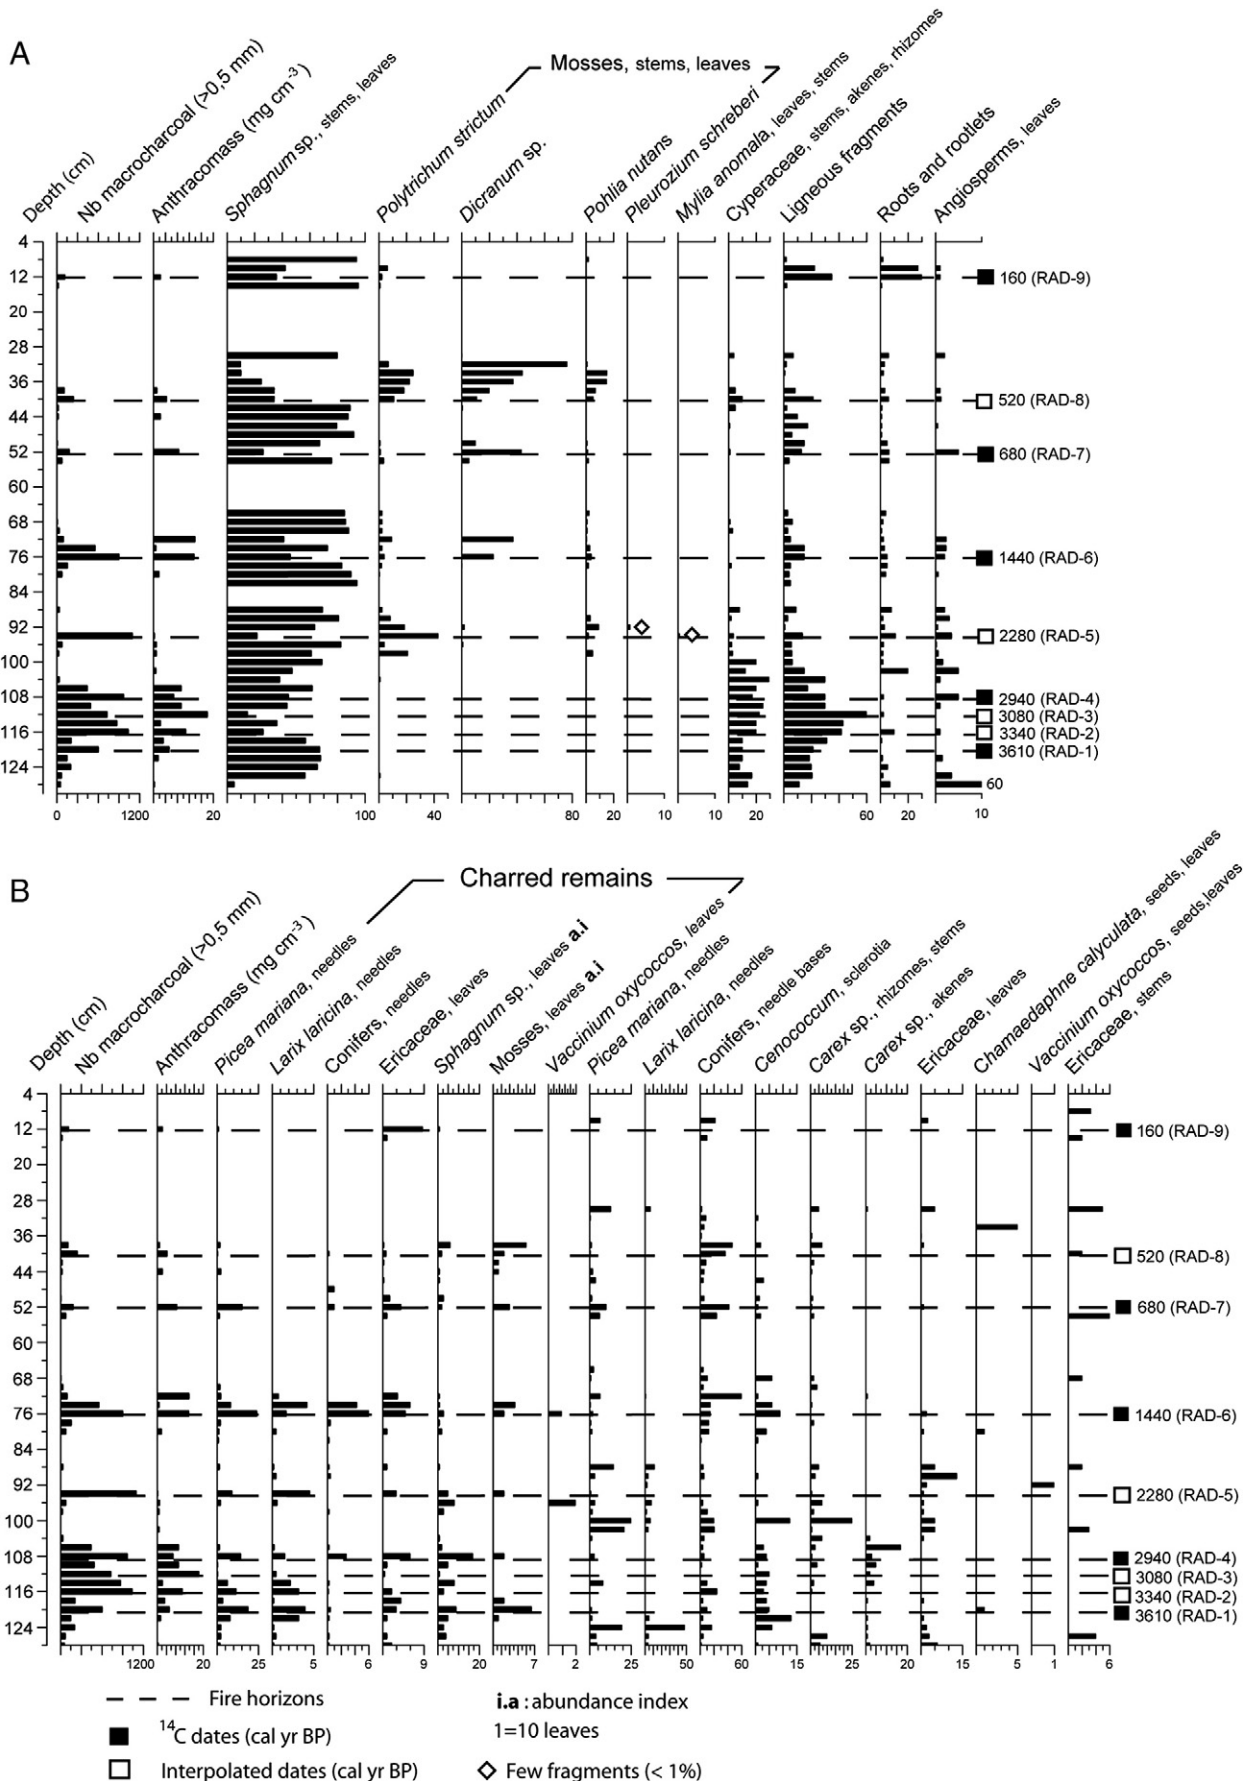 A
Mosses, stems, leaves
Depth (cm)
Nb macrocharcoal (>0,5 mm)
Anthracomass (mg cm-3)
Sphagnum sp., stems, leaves
Polytrichum strictum
Dicranum sp.
Pohlia nutans
Pleurozium schreberi
Mylia anomala, leaves, stems
Cyperaceae, stems, akenes, rhizomes
Ligneous fragments
Roots and rootlets
Angiosperms, leaves
4
12
20
28
36
44
52
60
68
76
84
92
100
108
116
124
160 (RAD-9)
520 (RAD-8)
680 (RAD-7)
1440 (RAD-6)
2280 (RAD-5)
2940 (RAD-4)
3080 (RAD-3)
3340 (RAD-2)
3610 (RAD-1)
60
0 1200 20 100 40 80 20 10 10 20 60 20 10
B
Charred remains
Depth (cm)
Nb macrocharcoal (>0,5 mm)
Anthracomass (mg cm-3)
Picea mariana, needles
Larix laricina, needles
Conifers, needles
Ericaceae, leaves
Sphagnum sp., leaves a.i
Mosses, leaves a.i
Vaccinium oxycoccos, leaves
Picea mariana, needles
Larix laricina, needles
Conifers, needle bases
Cenococcum, sclerotia
Carex sp., rhizomes, stems
Carex sp., akenes
Ericaceae, leaves
Chamaedaphne calyculata, seeds, leaves
Vaccinium oxycoccos, seeds,leaves
Ericaceae, stems
4
12
20
28
36
44
52
60
68
76
84
92
100
108
116
124
160 (RAD-9)
520 (RAD-8)
680 (RAD-7)
1440 (RAD-6)
2280 (RAD-5)
2940 (RAD-4)
3080 (RAD-3)
3340 (RAD-2)
3610 (RAD-1)
0 1200 20 25 5 6 9 20 7 2 25 50 60 15 25 20 15 5 1 6
Fire horizons
14C dates (cal yr BP)
Interpolated dates (cal yr BP)
i.a : abundance index
1=10 leaves
Few fragments (< 1%)